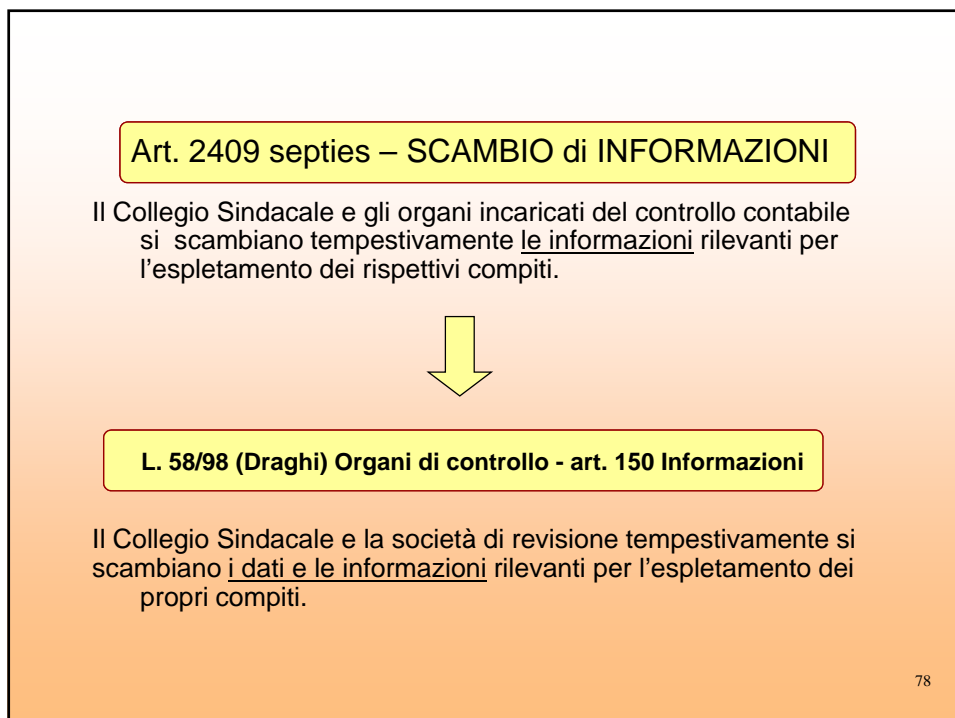 Art. 2409 septies – SCAMBIO di INFORMAZIONI
Il Collegio Sindacale e gli organi incaricati del controllo contabile
si scambiano tempestivamente le informazioni rilevanti per
l’espletamento dei rispettivi compiti.
L. 58/98 (Draghi) Organi di controllo - art. 150 Informazioni
Il Collegio Sindacale e la società di revisione tempestivamente si
scambiano i dati e le informazioni rilevanti per l’espletamento dei
propri compiti.
78